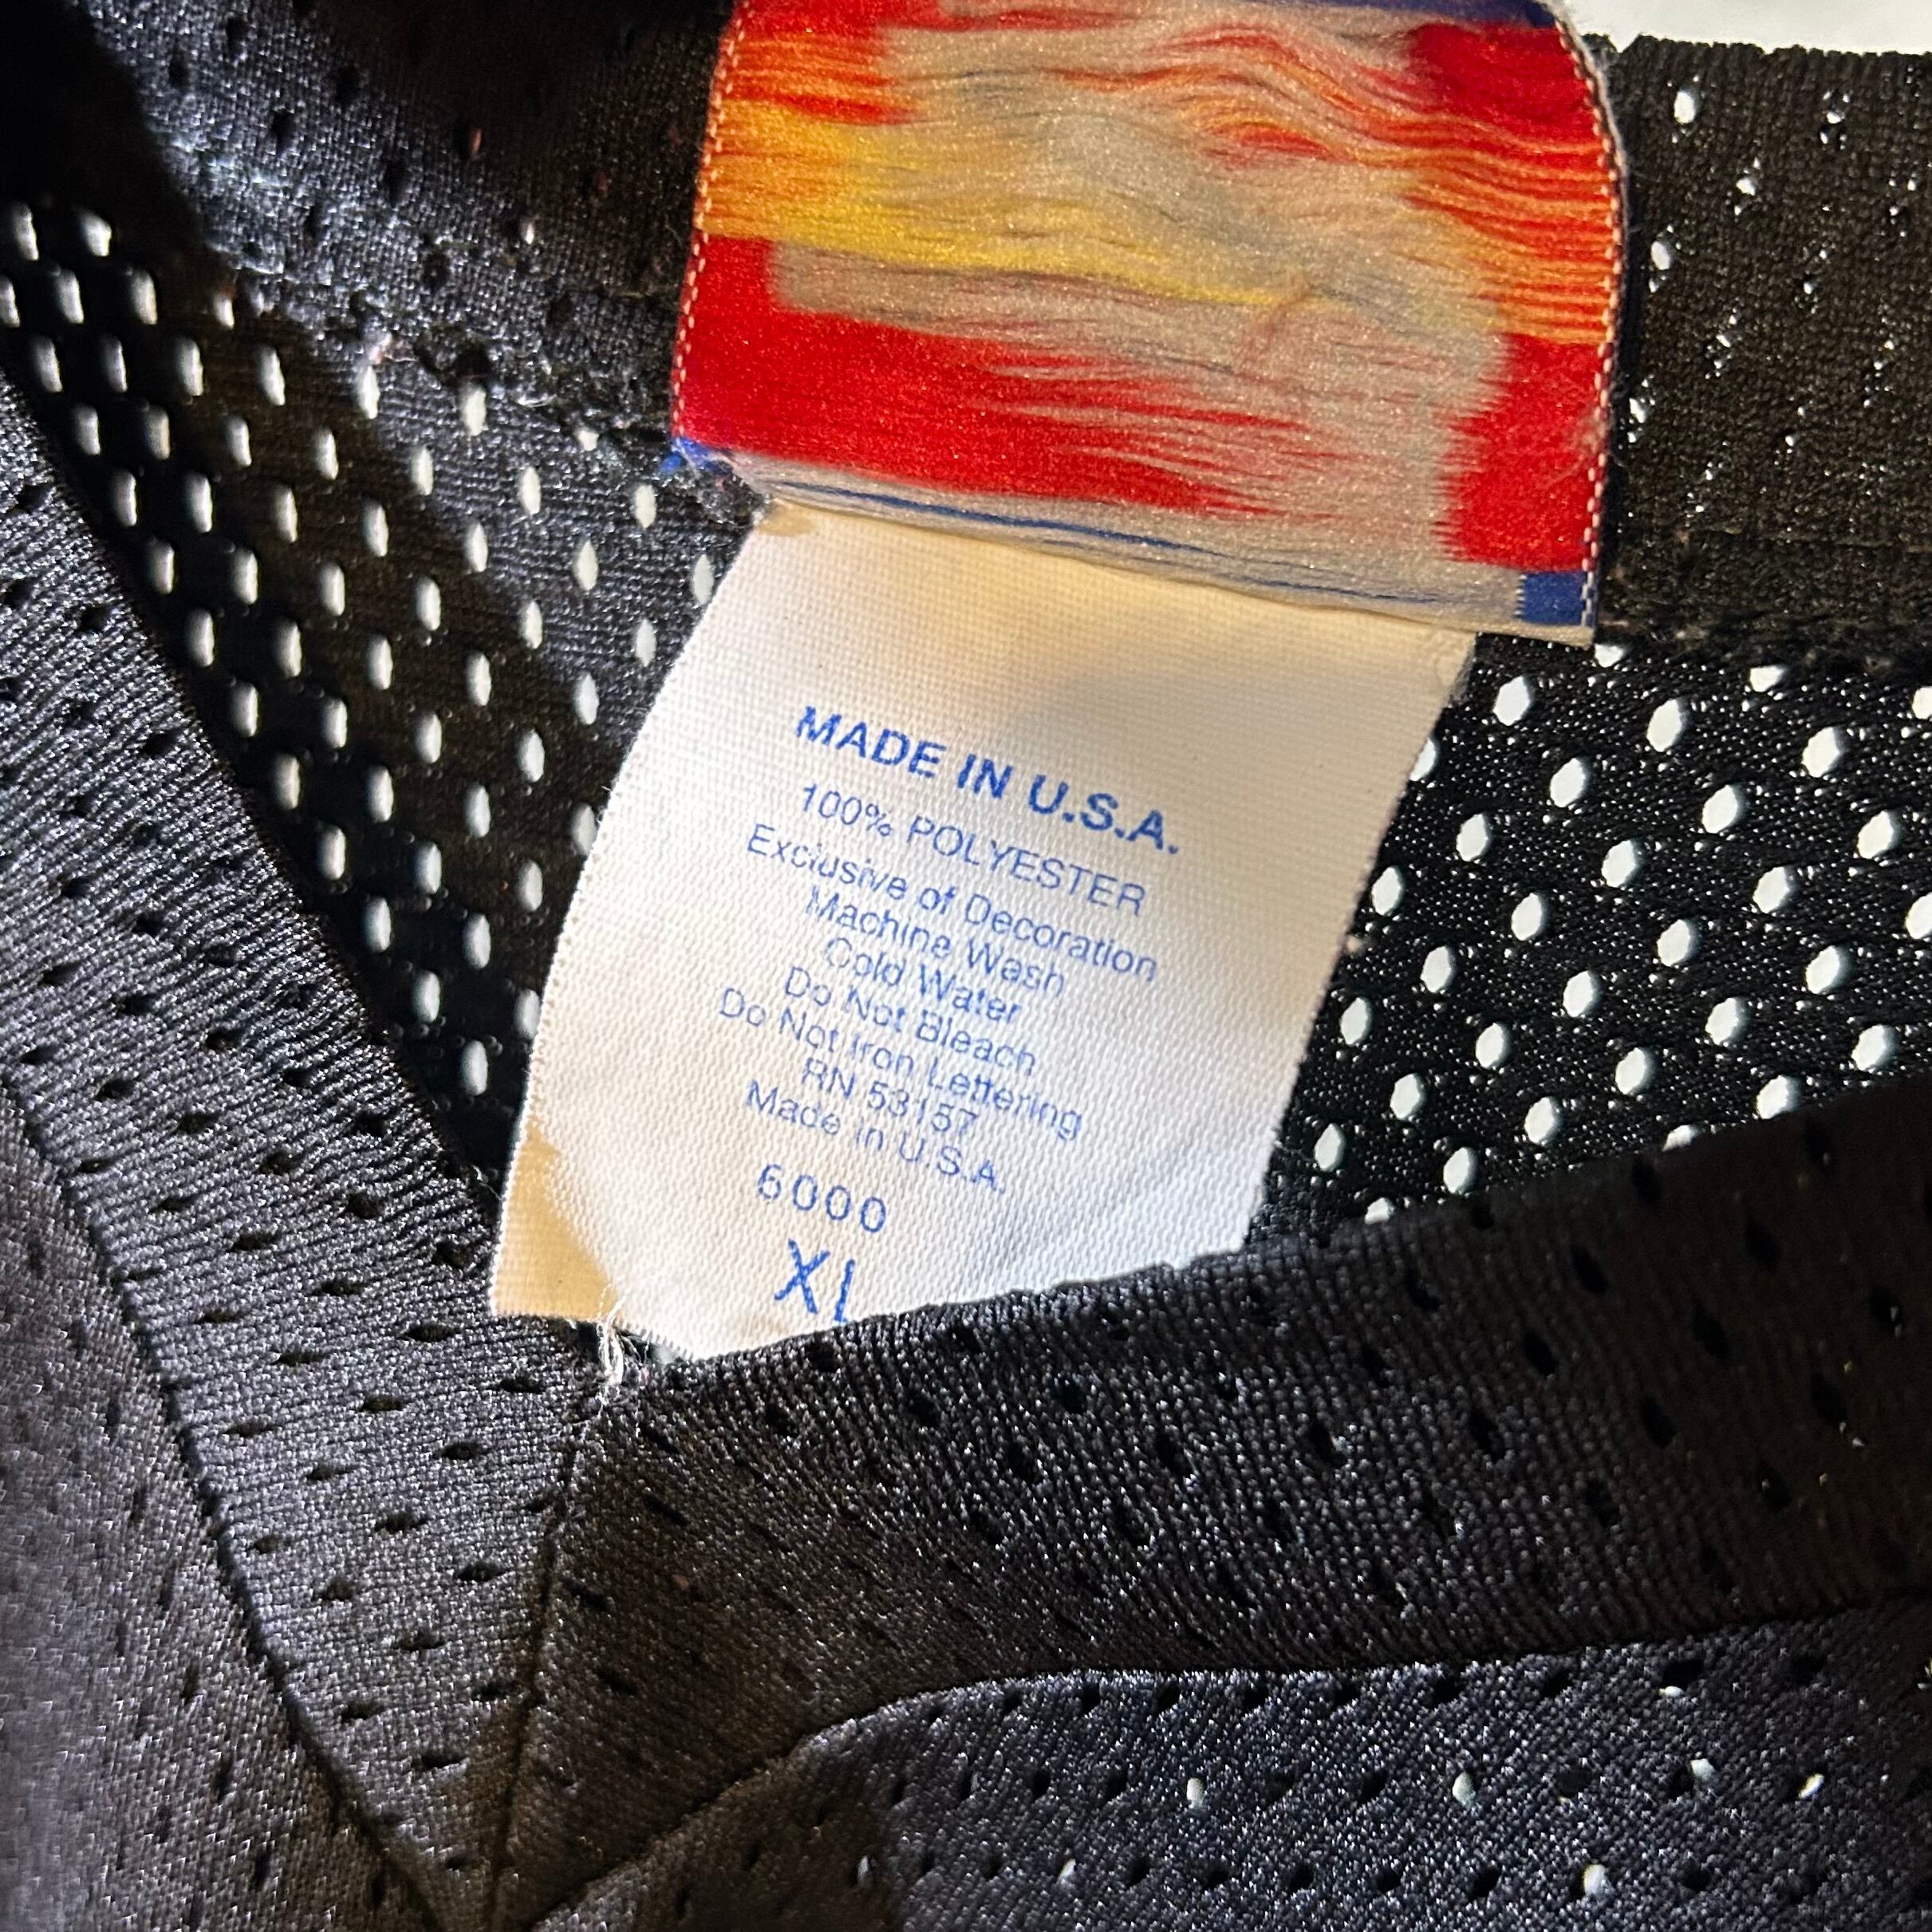 MADE IN U.S.A.
100% POLYESTER
Exclusive of Decoration
Machine Wash
Cold Water
Do Not Bleach
Do Not Iron Lettering
RN 53157
Made in U.S.A.
6000
XL